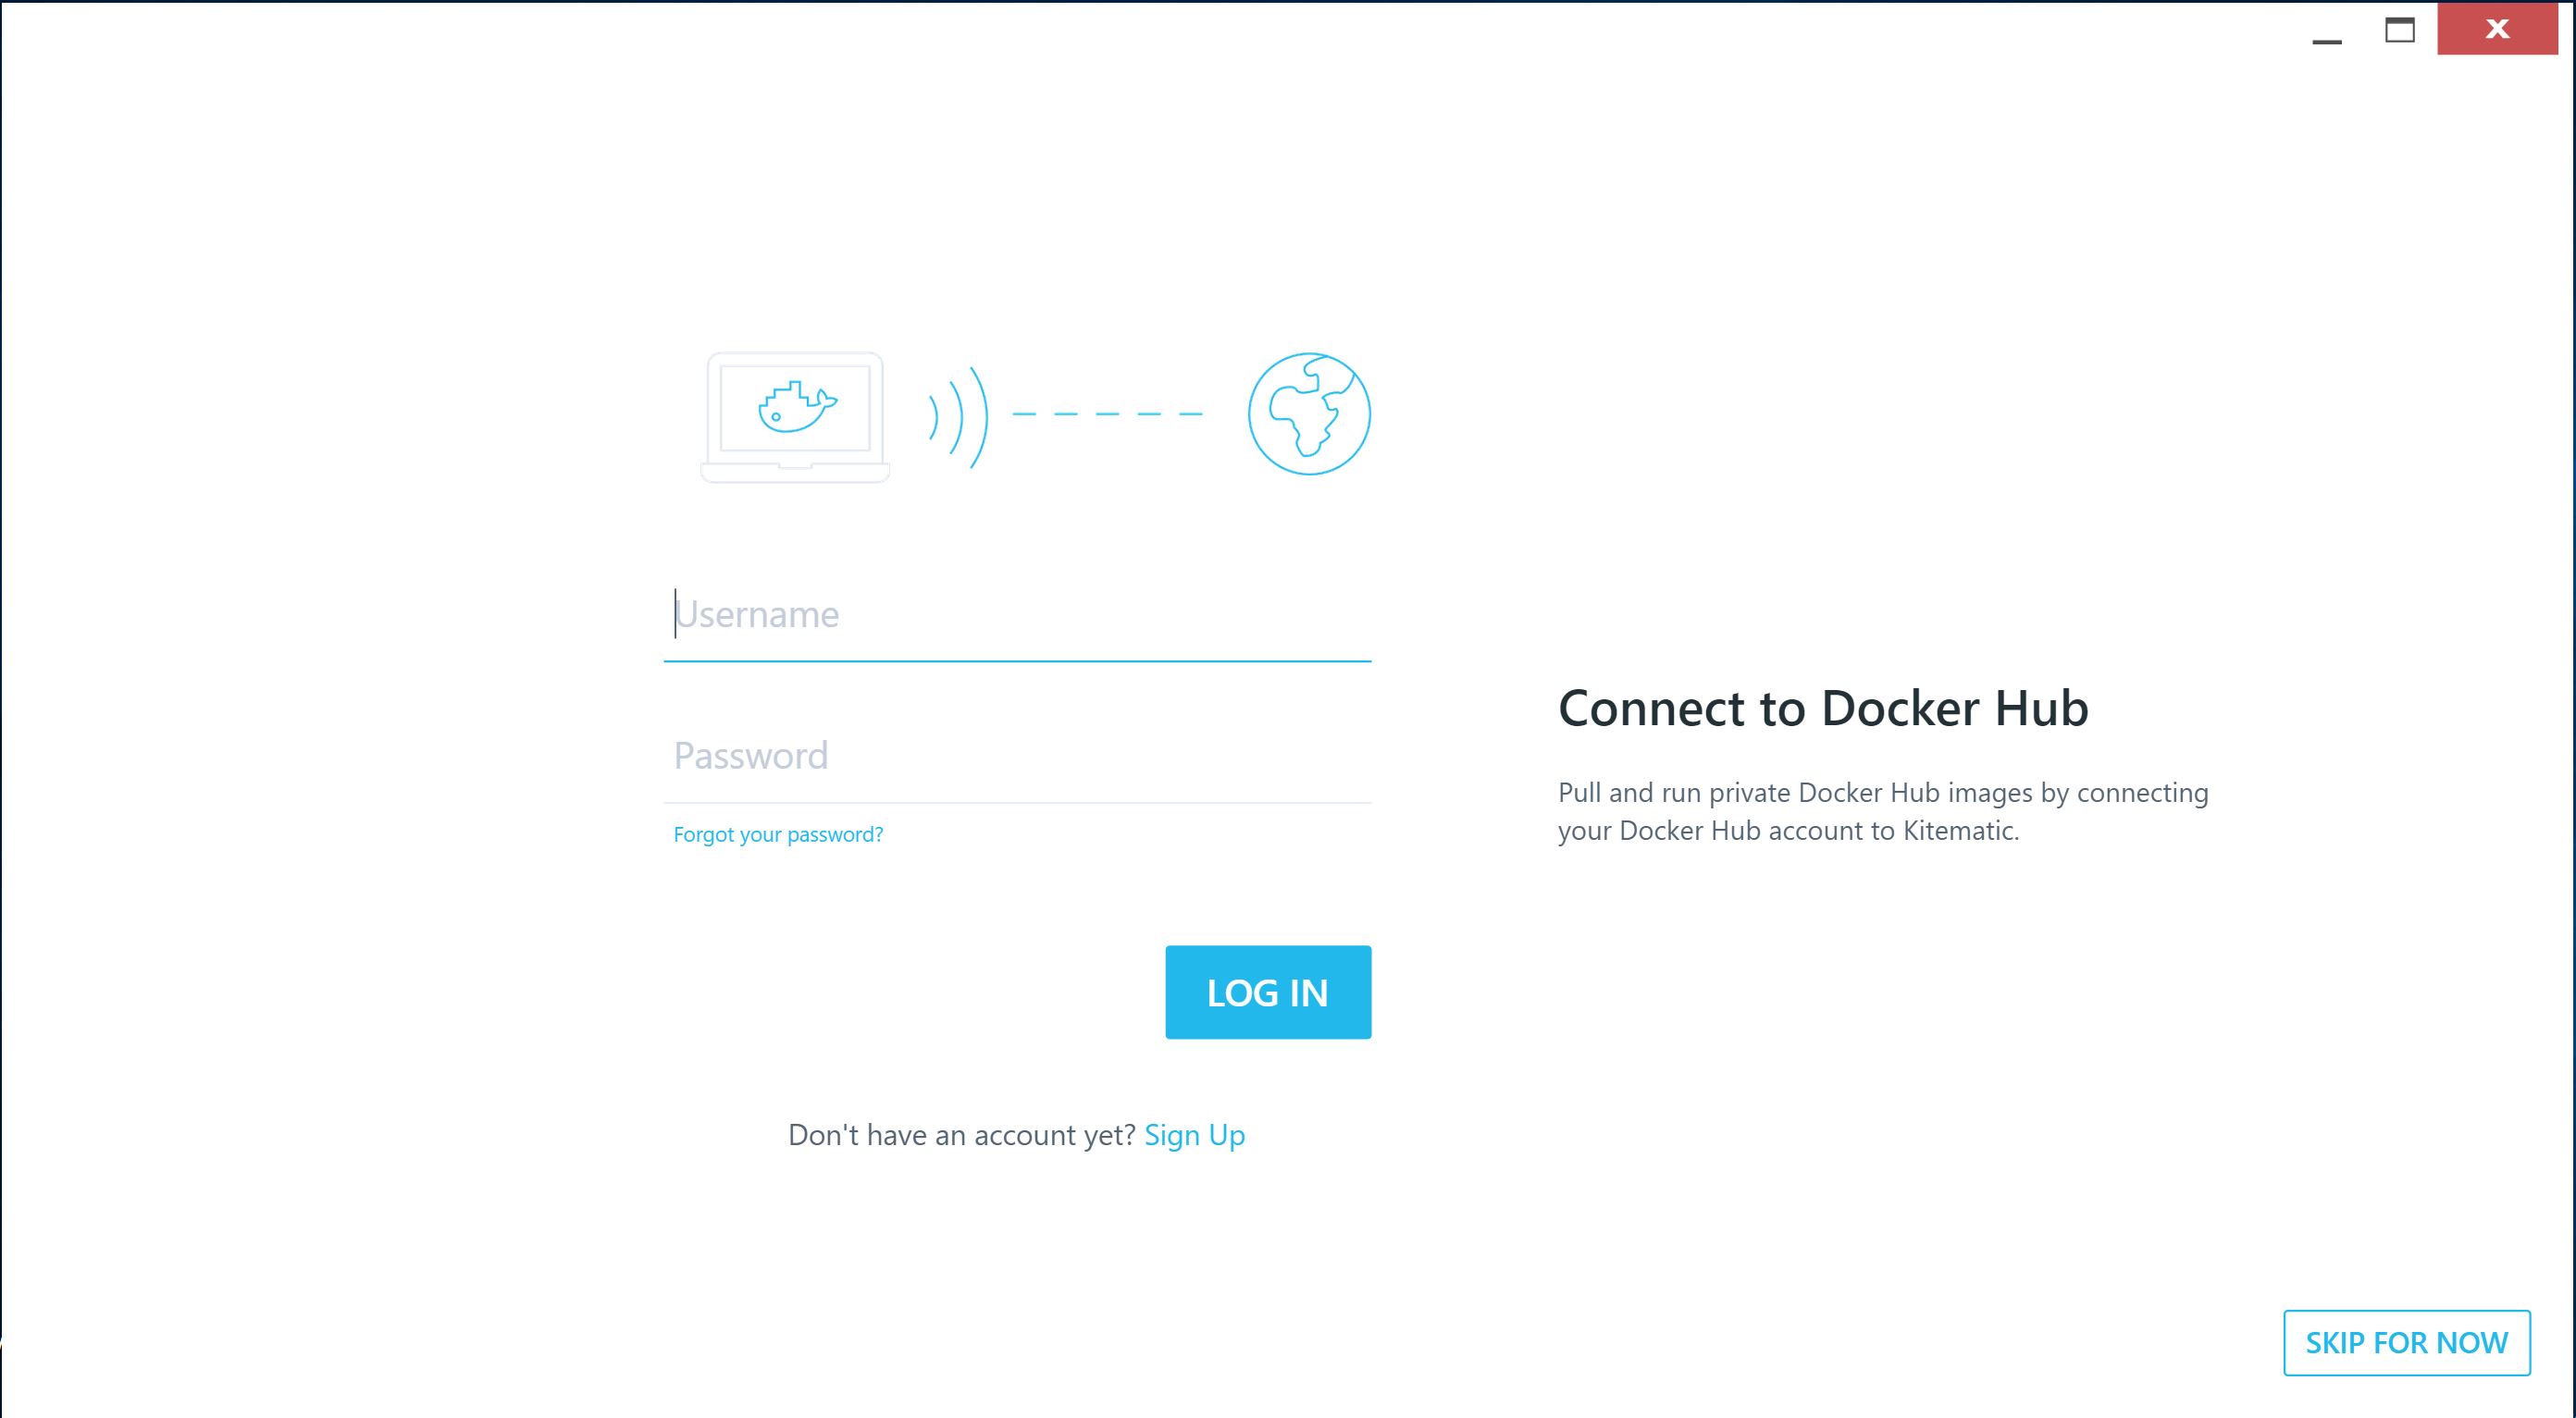 Username
Password
Forgot your password?
LOG IN
Don't have an account yet? Sign Up
Connect to Docker Hub
Pull and run private Docker Hub images by connecting
your Docker Hub account to Kitematic.
SKIP FOR NOW